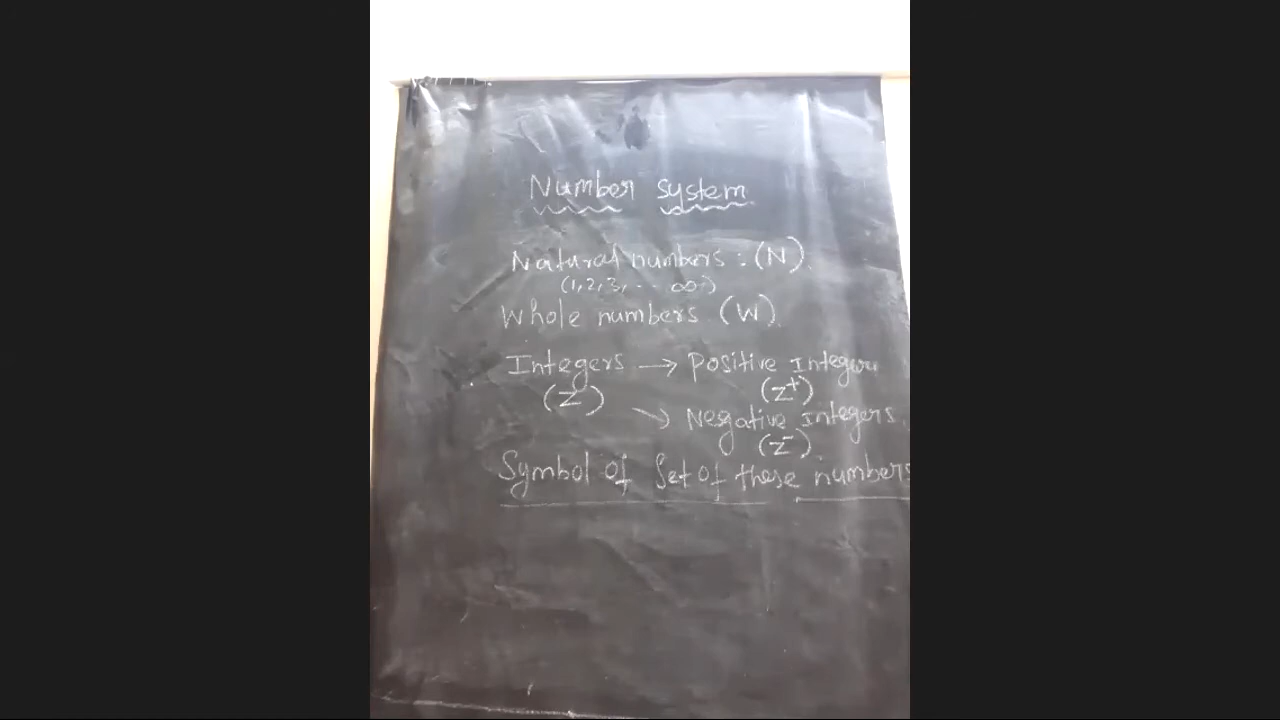 Number system
Natural numbers : (N).
(1, 2, 3, -- ∞)
Whole numbers (W)
Integers → Positive Integers
(Z) (Z⁺)
↘ Negative Integers.
(Z⁻).
Symbol of Set of these numbers